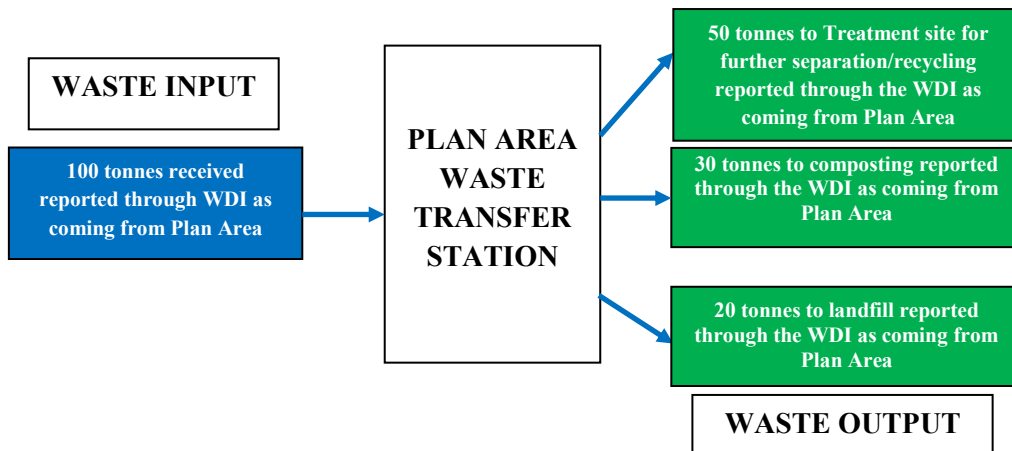 WASTE INPUT
100 tonnes received
reported through WDI as
coming from Plan Area
PLAN AREA
WASTE
TRANSFER
STATION
50 tonnes to Treatment site for
further separation/recycling
reported through the WDI as
coming from Plan Area
30 tonnes to composting reported
through the WDI as coming from
Plan Area
20 tonnes to landfill reported
through the WDI as coming from
Plan Area
WASTE OUTPUT